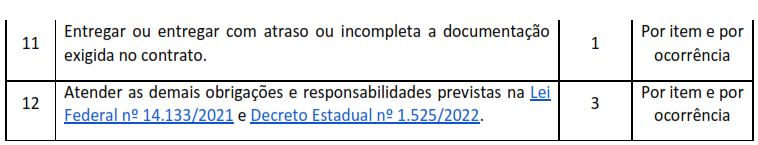 11
Entregar ou entregar com atraso ou incompleta a documentação
exigida no contrato.
1
Por item e por
ocorrência
12
Atender as demais obrigações e responsabilidades previstas na Lei
Federal nº 14.133/2021 e Decreto Estadual nº 1.525/2022.
3
Por item e por
ocorrência